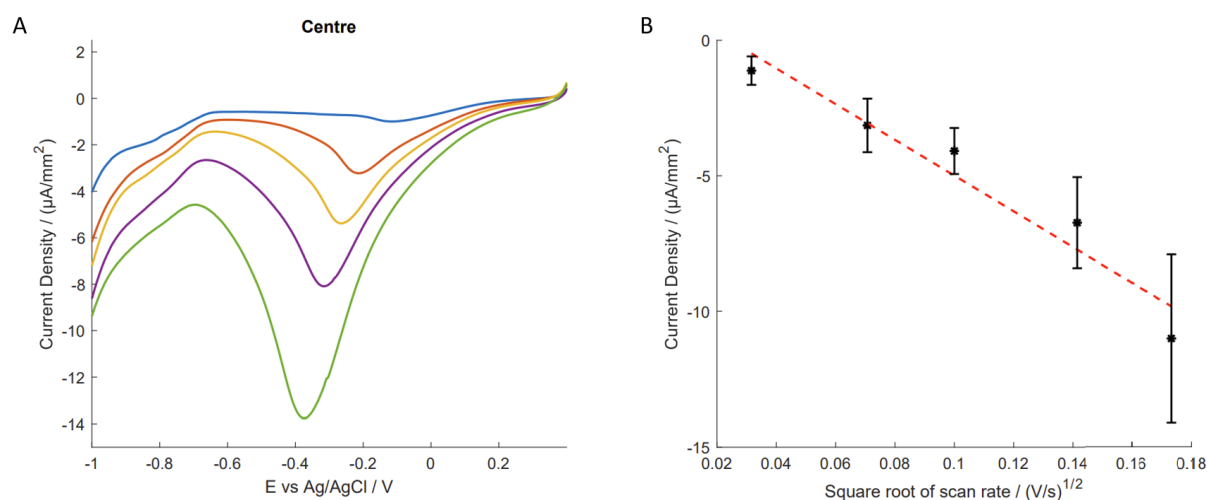 A
Centre
2
0
-2
-4
-6
-8
-10
-12
-14
Current Density / (µA/mm²)
-1 -0.8 -0.6 -0.4 -0.2 0 0.2
E vs Ag/AgCl / V
B
0
-5
-10
-15
Current Density / (µA/mm²)
0.02 0.04 0.06 0.08 0.1 0.12 0.14 0.16 0.18
Square root of scan rate / (V/s)^1/2